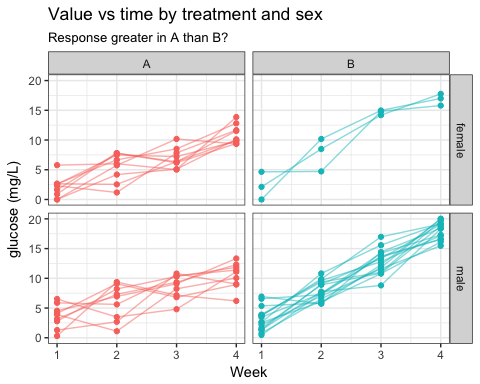 Value vs time by treatment and sex
Response greater in A than B?
A B
20
15
10
5
0
female
20
15
10
5
0
male
1 2 3 4 1 2 3 4
Week
glucose (mg/L)